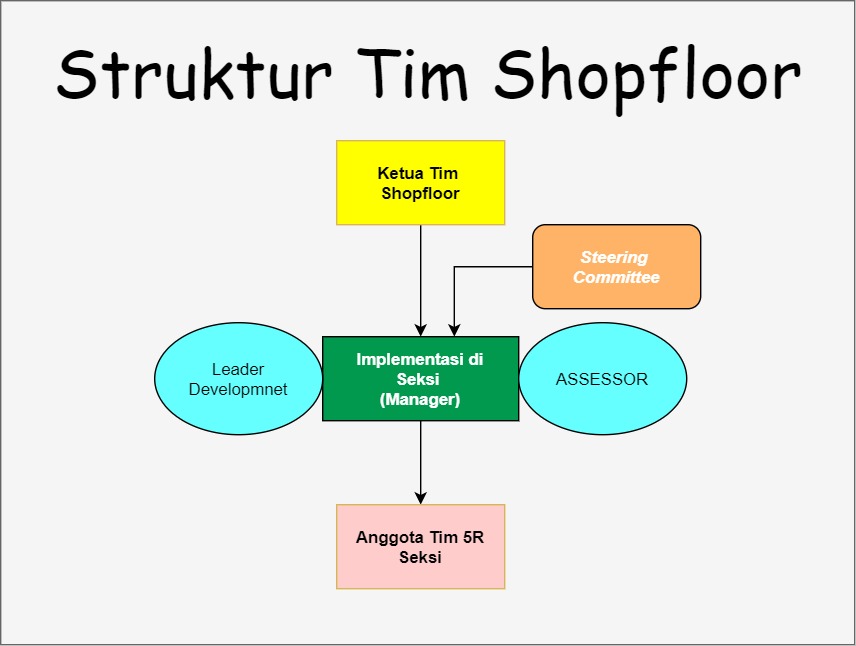 Struktur Tim Shopfloor
Ketua Tim
Shopfloor
Steering
Committee
Leader
Developmnet
Implementasi di
Seksi
(Manager)
ASSESSOR
Anggota Tim 5R
Seksi